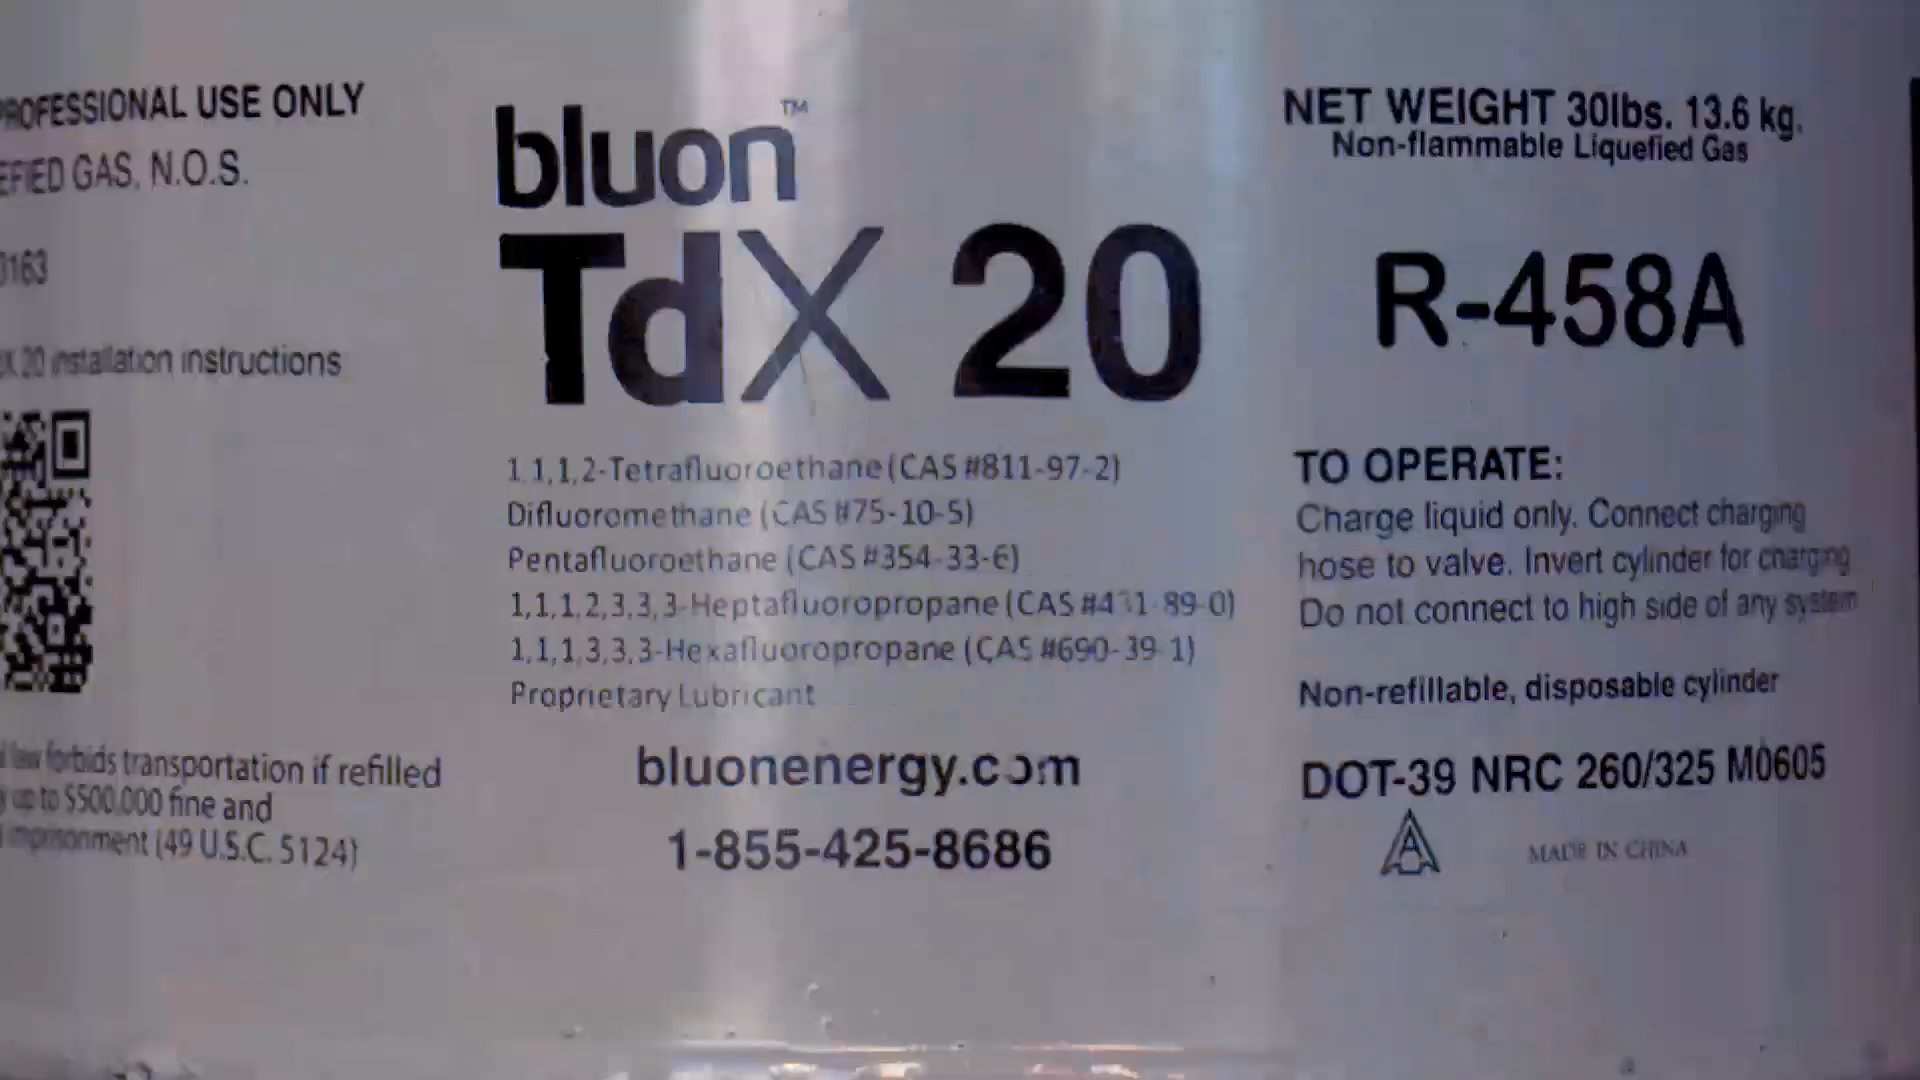 PROFESSIONAL USE ONLY
GAS, N.O.S.
X 20 installation instructions
law forbids transportation if refilled
up to $500,000 fine and
imprisonment (49 U.S.C. 5124)
bluon™
TdX 20
1,1,1,2-Tetrafluoroethane (CAS #811-97-2)
Difluoromethane (CAS #75-10-5)
Pentafluoroethane (CAS #354-33-6)
1,1,1,2,3,3,3-Heptafluoropropane (CAS #431-89-0)
1,1,1,3,3,3-Hexafluoropropane (CAS #690-39-1)
Proprietary Lubricant
bluonenergy.com
1-855-425-8686
NET WEIGHT 30lbs. 13.6 kg.
Non-flammable Liquefied Gas
R-458A
TO OPERATE:
Charge liquid only. Connect charging
hose to valve. Invert cylinder for charging
Do not connect to high side of any system
Non-refillable, disposable cylinder
DOT-39 NRC 260/325 M0605
MADE IN CHINA